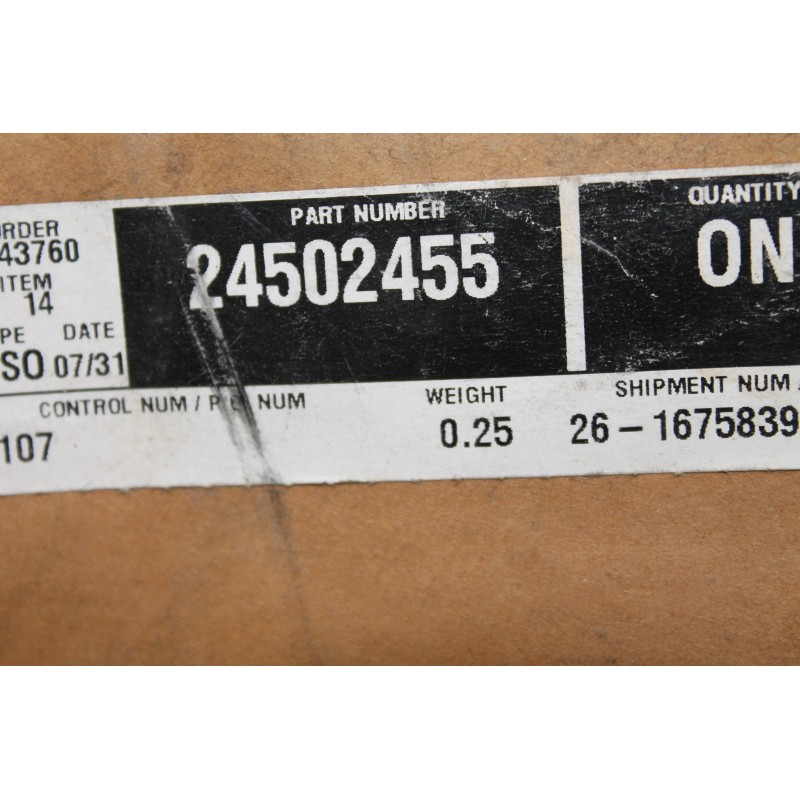 ORDER
43760
ITEM
14
PE DATE
SO 07/31
PART NUMBER
24502455
QUANTITY
ON
CONTROL NUM / P.O. NUM
107
WEIGHT
0.25
SHIPMENT NUM /
26-1675839